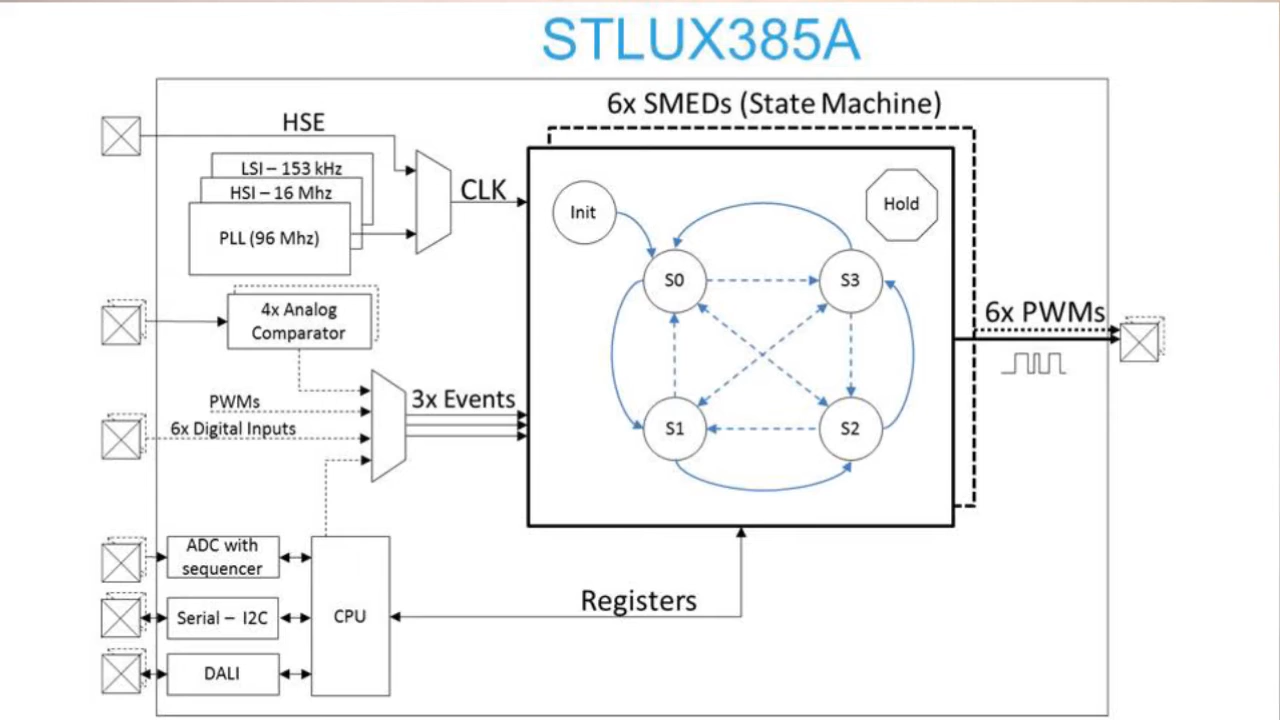 STLUX385A
6x SMEDs (State Machine)
HSE
LSI – 153 kHz
HSI – 16 Mhz
PLL (96 Mhz)
CLK
Init
Hold
S0
S3
S1
S2
4x Analog
Comparator
PWMs
6x Digital Inputs
3x Events
6x PWMs
ADC with
sequencer
Serial – I2C
DALI
CPU
Registers